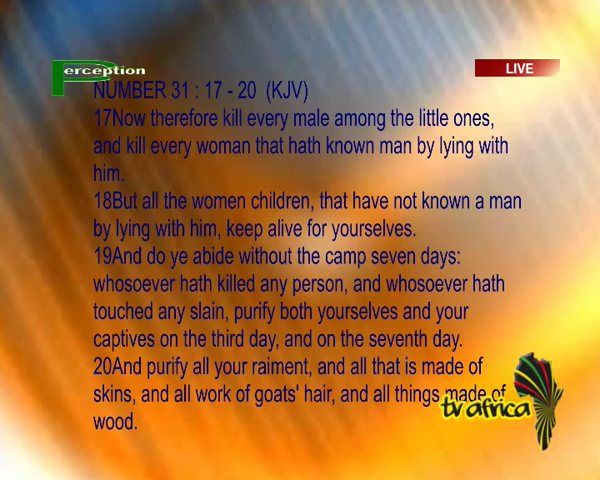 Perception
LIVE
NUMBER 31 : 17 - 20 (KJV)
17Now therefore kill every male among the little ones,
and kill every woman that hath known man by lying with
him.
18But all the women children, that have not known a man
by lying with him, keep alive for yourselves.
19And do ye abide without the camp seven days:
whosoever hath killed any person, and whosoever hath
touched any slain, purify both yourselves and your
captives on the third day, and on the seventh day.
20And purify all your raiment, and all that is made of
skins, and all work of goats' hair, and all things made of
wood.
tv africa